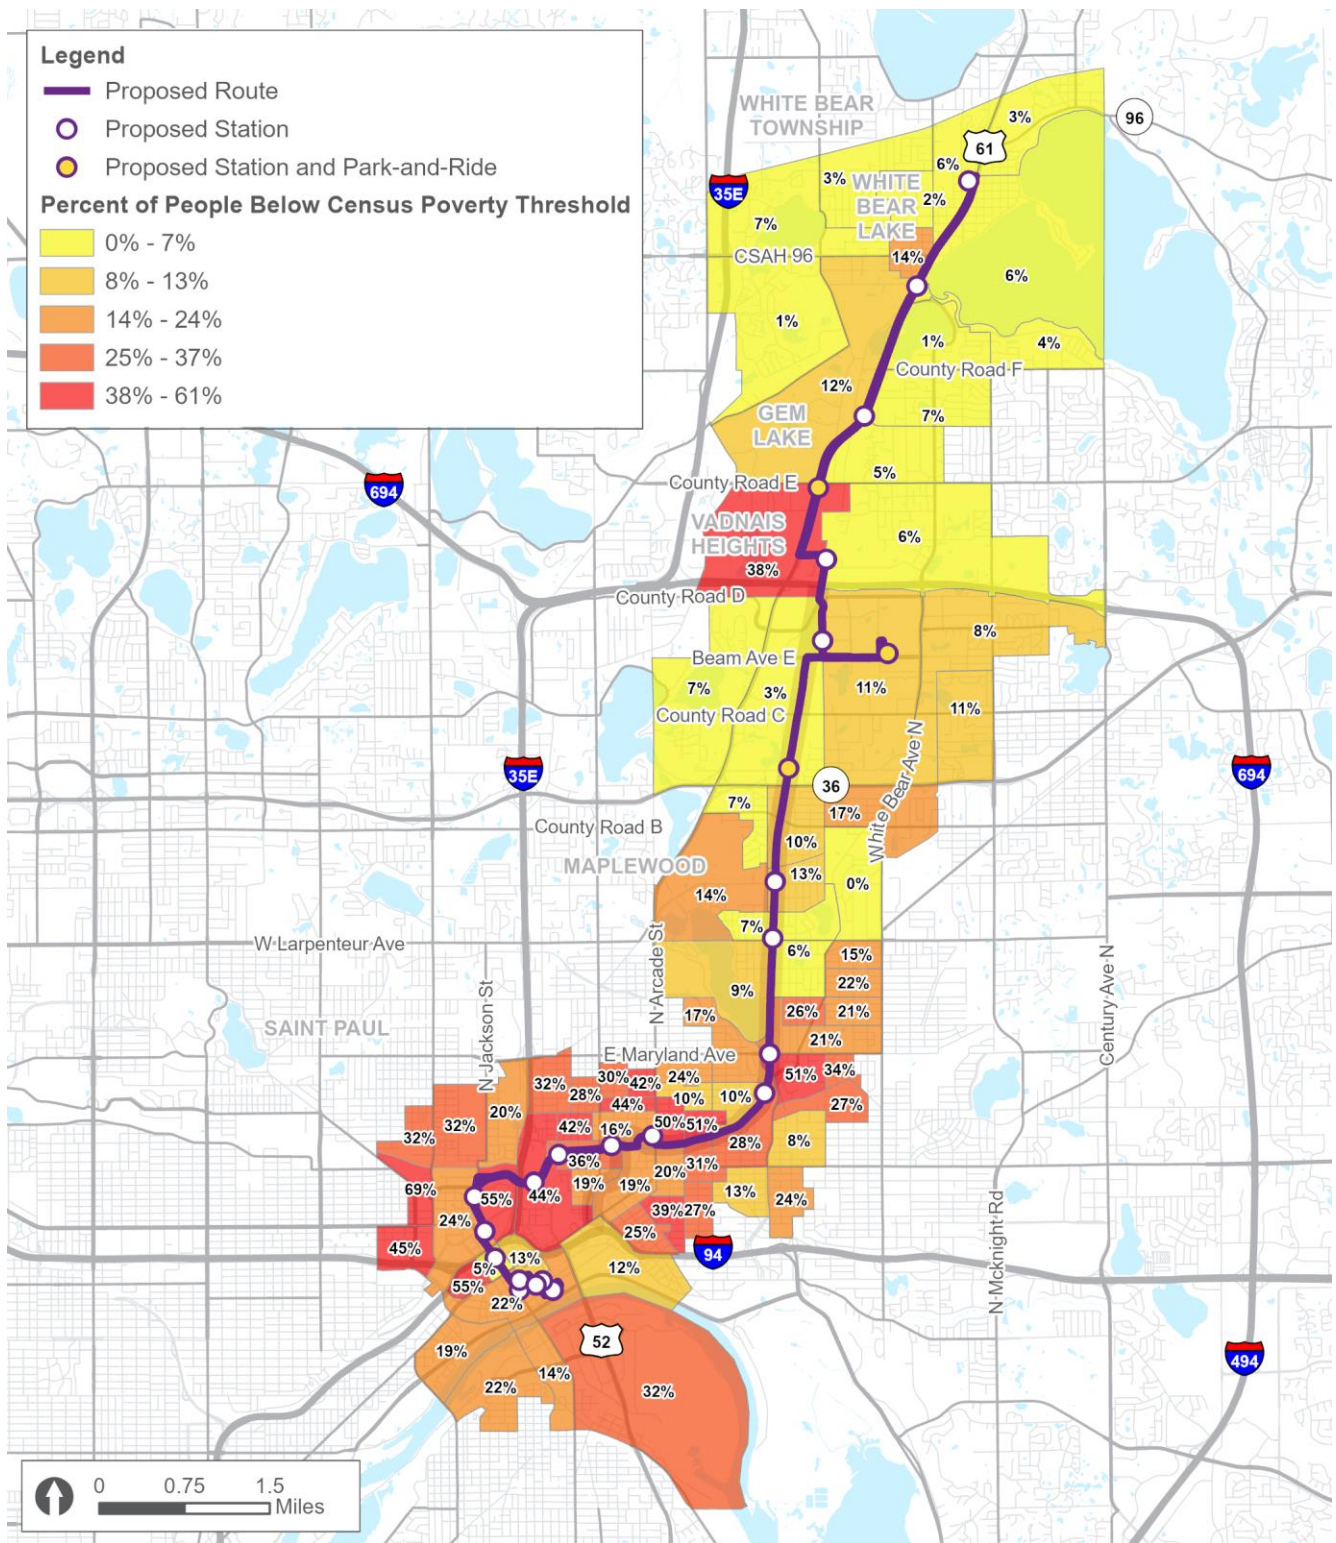 Legend
Proposed Route
Proposed Station
Proposed Station and Park-and-Ride
Percent of People Below Census Poverty Threshold
0% - 7%
8% - 13%
14% - 24%
25% - 37%
38% - 61%
WHITE BEAR
TOWNSHIP
3%
96
61
6%
3%
WHITE
BEAR
LAKE
2%
35E
7%
CSAH 96
14%
6%
1%
1%
4%
County Road F
12%
7%
GEM
LAKE
5%
County Road E
694
VADNAIS
HEIGHTS
6%
38%
County Road D
8%
Beam Ave E
7%
3%
11%
11%
County Road C
White Bear Ave N
35E
694
36
7%
17%
County Road B
10%
MAPLEWOOD
13%
0%
14%
7%
N Arcade St
W Larpenteur Ave
6%
15%
Century Ave N
9%
22%
N Jackson St
17%
26%
21%
SAINT PAUL
21%
E Maryland Ave
32%
30%
42%
24%
51%
34%
28%
44%
10%
10%
27%
20%
32%
32%
42%
16%
50%
51%
28%
8%
36%
31%
20%
69%
55%
44%
19%
19%
13%
24%
N Mcknight Rd
24%
39%
27%
25%
45%
94
5%
13%
12%
55%
22%
52
19%
14%
22%
32%
494
0
0.75
1.5
Miles